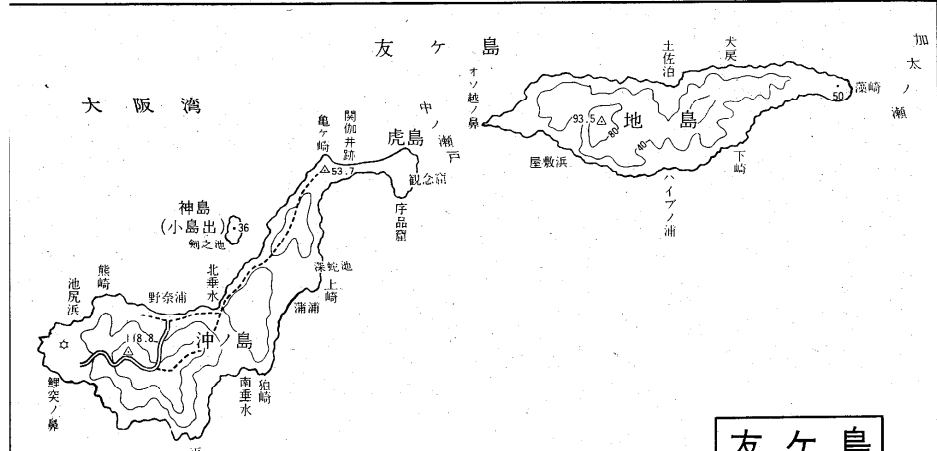 友ヶ島
加太ノ瀬
大阪湾
オソ越ノ鼻
土佐泊
犬戻
藻崎
50
中ノ瀬戸
93.5
80
地島
40
屋敷浜
下崎
ハイブノ浦
亀ヶ崎
閼伽井跡
虎島
53.7
観念窟
序品窟
神島
(小島出)
36
剣之池
深蛇池
上崎
蒲浦
熊崎
池尻浜
野奈浦
北垂水
118.8
沖ノ島
鯉突ノ鼻
南垂水
狛崎
友ヶ島